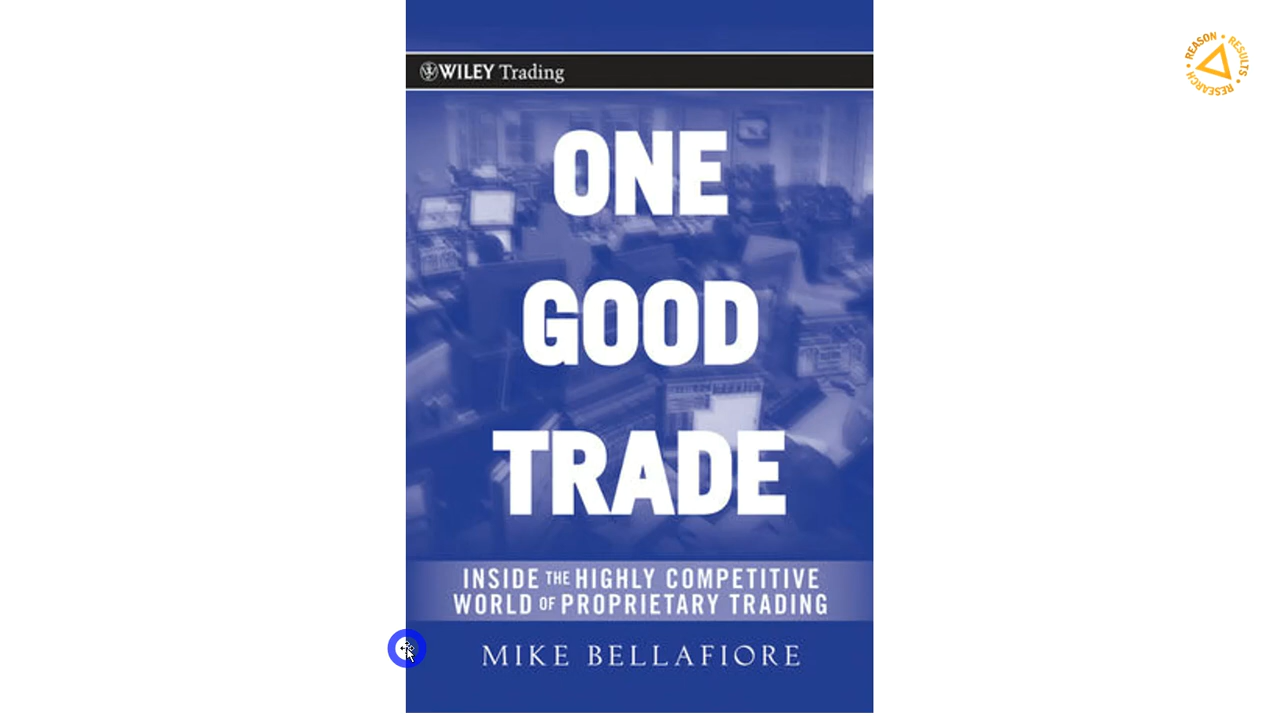 WILEY Trading
ONE
GOOD
TRADE
INSIDE THE HIGHLY COMPETITIVE
WORLD OF PROPRIETARY TRADING
MIKE BELLAFIORE
REASON • RESULTS • RESEARCH •